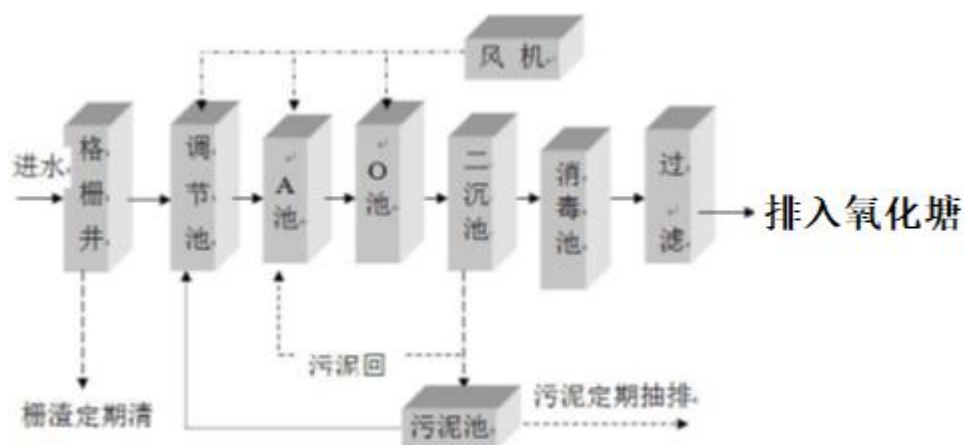 风机
进水
格栅井
调节池
A池
O池
二沉池
消毒池
过滤
排入氧化塘
污泥回
栅渣定期清
污泥池
污泥定期抽排